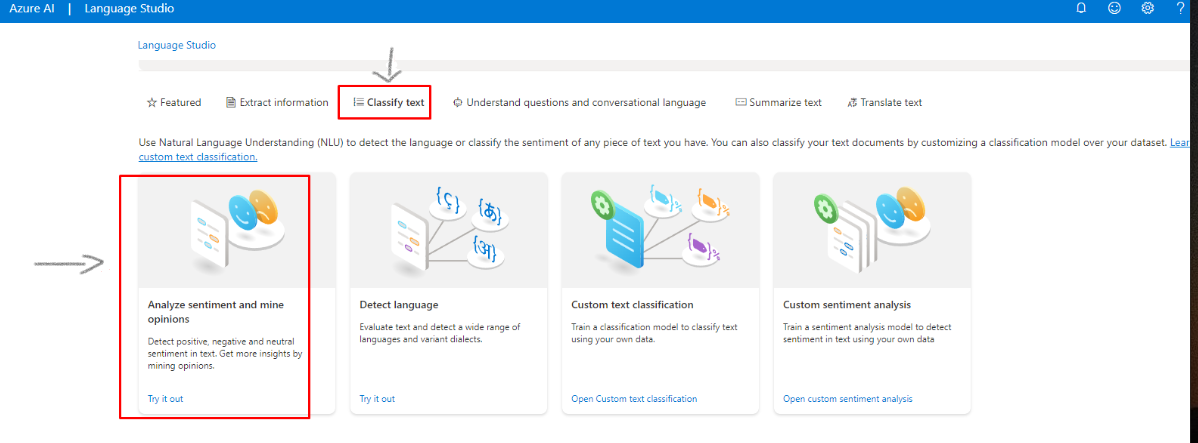 Azure AI | Language Studio
Language Studio
Featured Extract information Classify text Understand questions and conversational language Summarize text Translate text
Use Natural Language Understanding (NLU) to detect the language or classify the sentiment of any piece of text you have. You can also classify your text documents by customizing a classification model over your dataset. Lear
custom text classification.
Analyze sentiment and mine
opinions
Detect positive, negative and neutral
sentiment in text. Get more insights by
mining opinions.
Try it out
Detect language
Evaluate text and detect a wide range of
languages and variant dialects.
Try it out
Custom text classification
Train a classification model to classify text
using your own data.
Open Custom text classification
Custom sentiment analysis
Train a sentiment analysis model to detect
sentiment in text using your own data
Open custom sentiment analysis